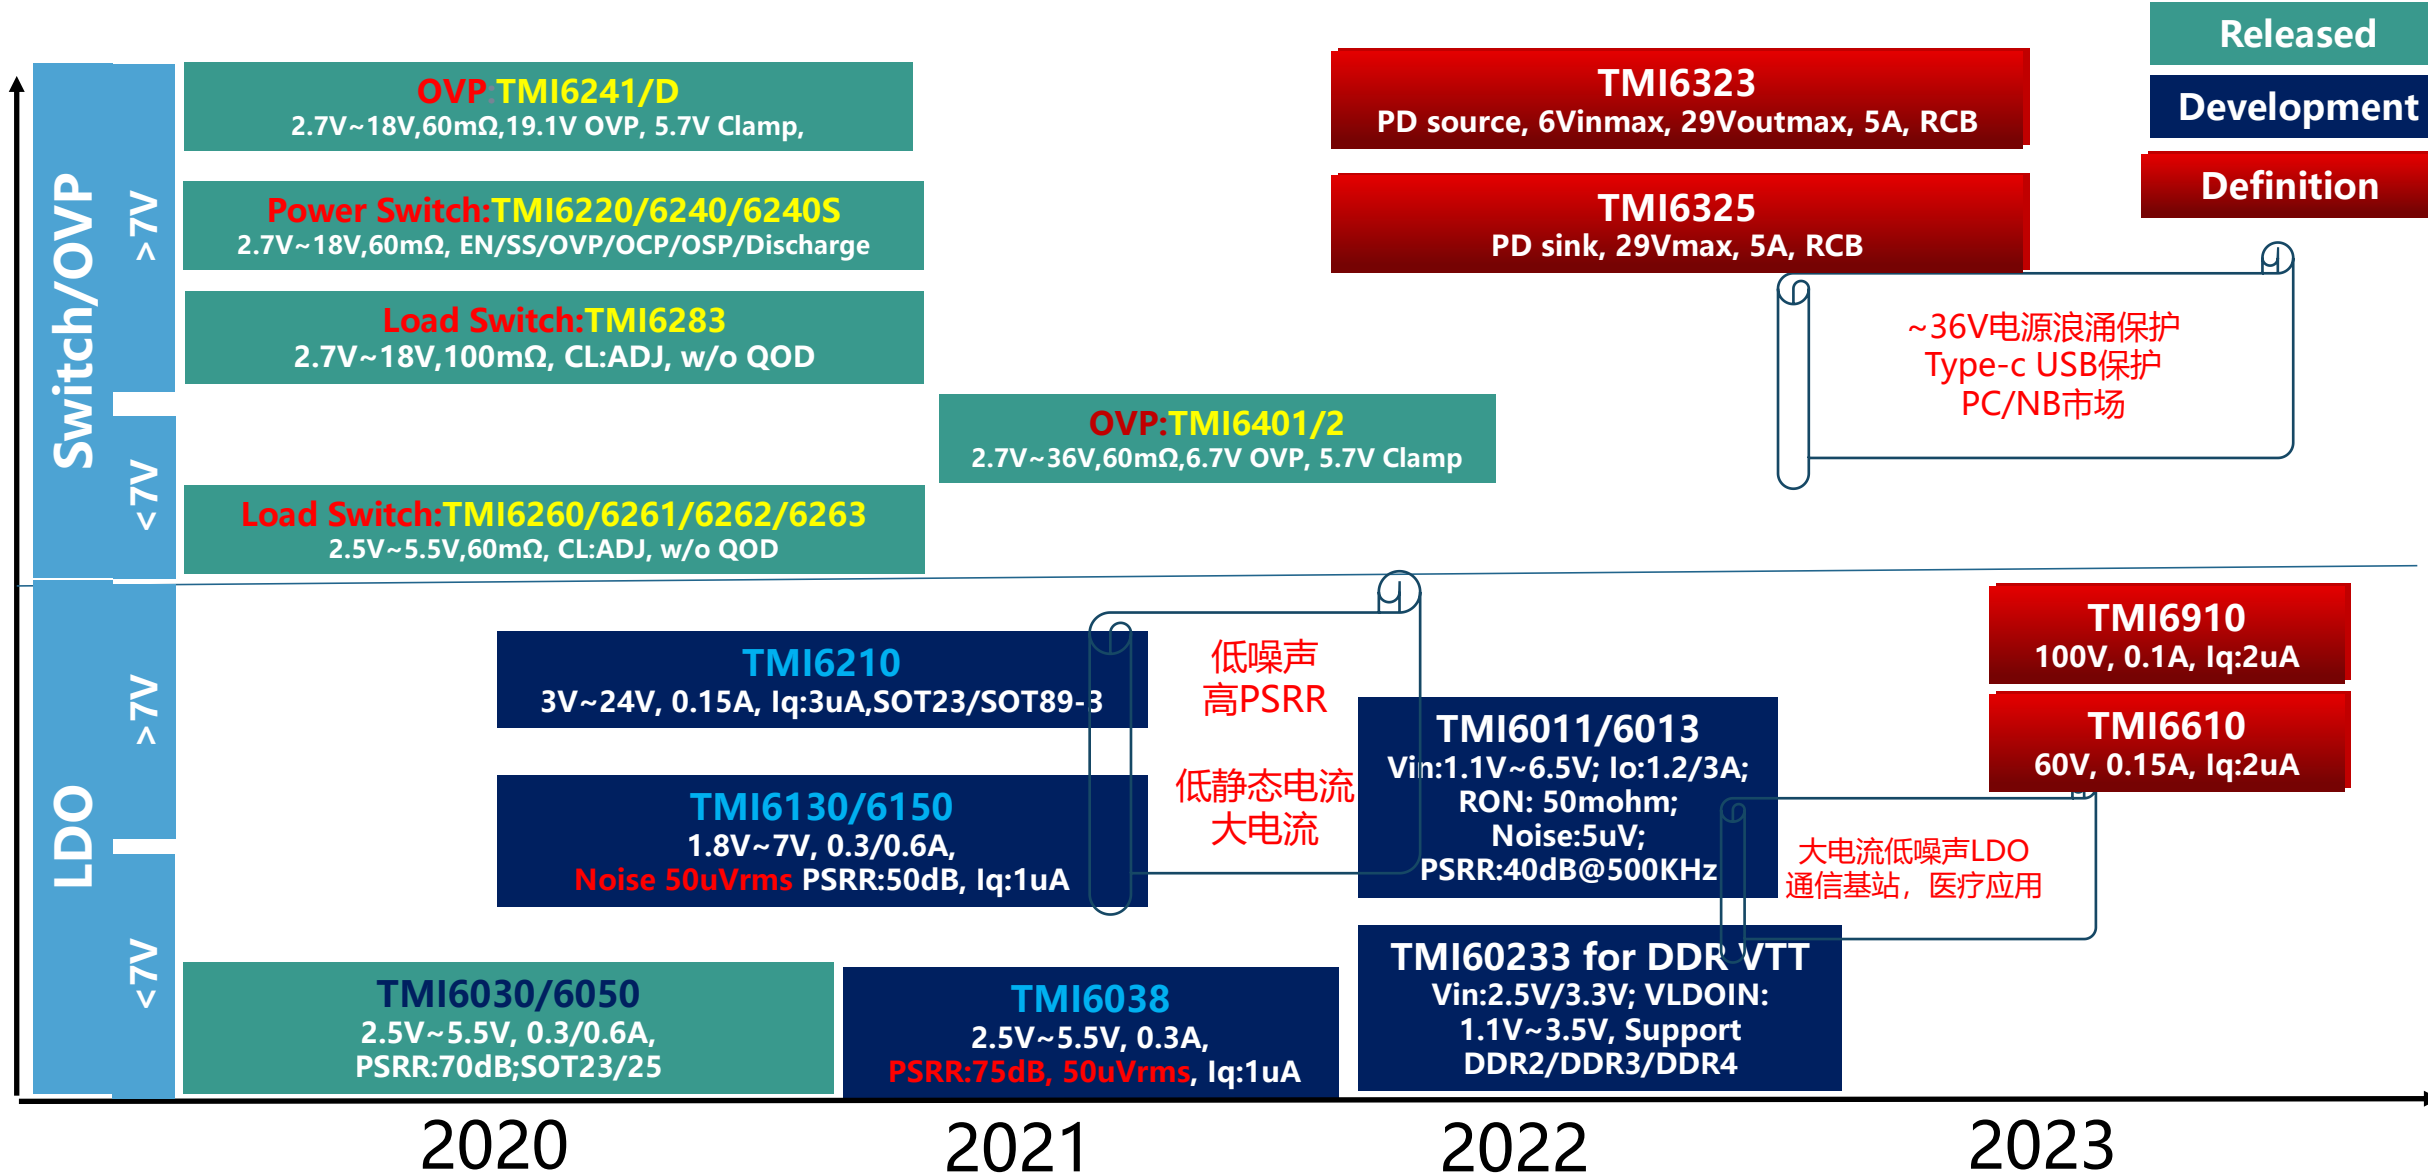 Released
Development
Definition
Switch/OVP
>7V
<7V
OVP:TMI6241/D
2.7V~18V,60mΩ,19.1V OVP, 5.7V Clamp,
Power Switch:TMI6220/6240/6240S
2.7V~18V,60mΩ, EN/SS/OVP/OCP/OSP/Discharge
Load Switch:TMI6283
2.7V~18V,100mΩ, CL:ADJ, w/o QOD
OVP:TMI6401/2
2.7V~36V,60mΩ,6.7V OVP, 5.7V Clamp
Load Switch:TMI6260/6261/6262/6263
2.5V~5.5V,60mΩ, CL:ADJ, w/o QOD
TMI6323
PD source, 6Vinmax, 29Voutmax, 5A, RCB
TMI6325
PD sink, 29Vmax, 5A, RCB
~36V电源浪涌保护
Type-c USB保护
PC/NB市场
LDO
>7V
<7V
TMI6210
3V~24V, 0.15A, Iq:3uA,SOT23/SOT89-3
TMI6130/6150
1.8V~7V, 0.3/0.6A,
Noise 50uVrms PSRR:50dB, Iq:1uA
低噪声
高PSRR
低静态电流
大电流
TMI6011/6013
Vin:1.1V~6.5V; Io:1.2/3A;
RON: 50mohm;
Noise:5uV;
PSRR:40dB@500KHz
TMI6910
100V, 0.1A, Iq:2uA
TMI6610
60V, 0.15A, Iq:2uA
大电流低噪声LDO
通信基站，医疗应用
TMI6030/6050
2.5V~5.5V, 0.3/0.6A,
PSRR:70dB;SOT23/25
TMI6038
2.5V~5.5V, 0.3A,
PSRR:75dB, 50uVrms, Iq:1uA
TMI60233 for DDR VTT
Vin:2.5V/3.3V; VLDOIN:
1.1V~3.5V, Support
DDR2/DDR3/DDR4
2020
2021
2022
2023